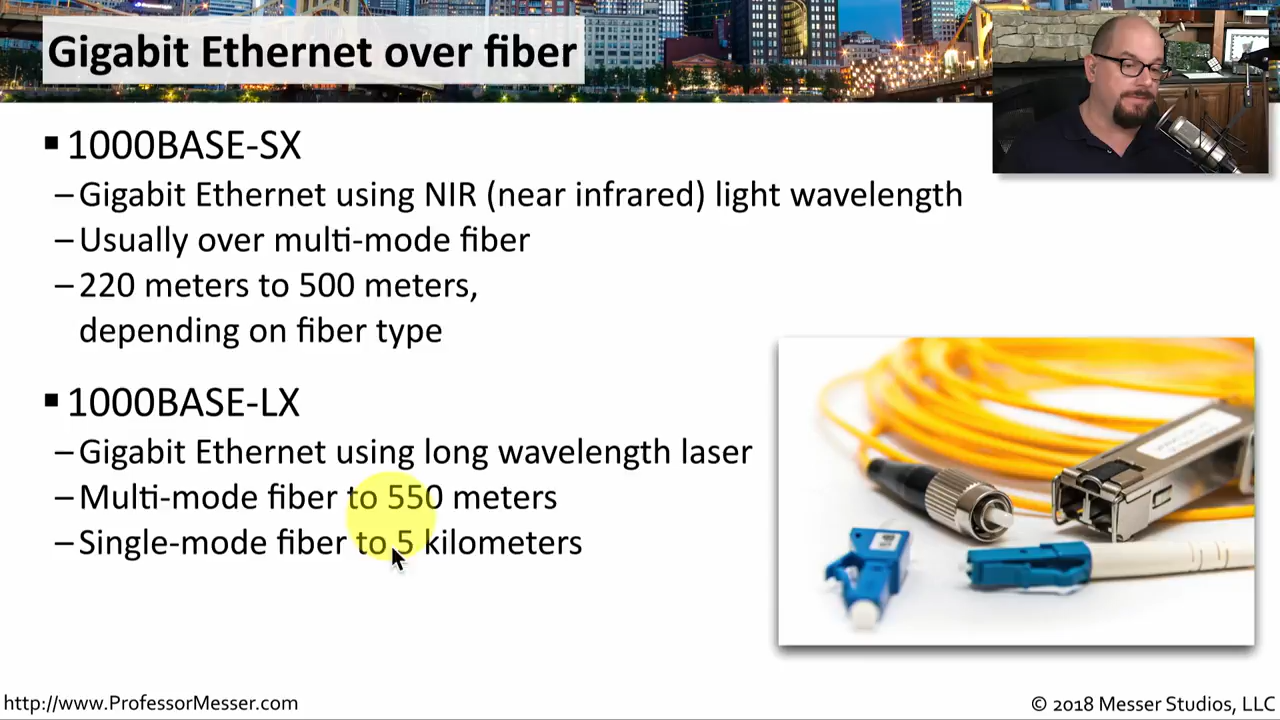 Gigabit Ethernet over fiber
▪ 1000BASE-SX
–Gigabit Ethernet using NIR (near infrared) light wavelength
–Usually over multi-mode fiber
–220 meters to 500 meters,
depending on fiber type
▪ 1000BASE-LX
–Gigabit Ethernet using long wavelength laser
–Multi-mode fiber to 550 meters
–Single-mode fiber to 5 kilometers
http://www.ProfessorMesser.com
© 2018 Messer Studios, LLC